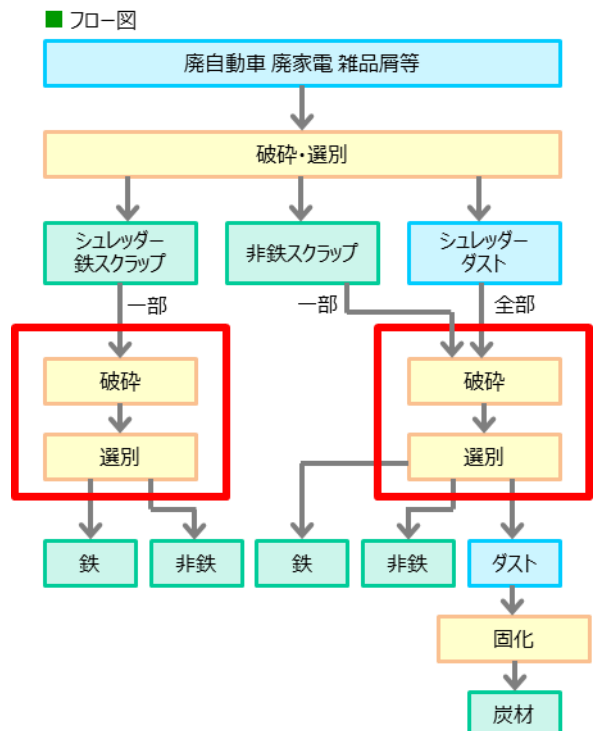 ■ フロー図
廃自動車 廃家電 雑品屑等
破砕・選別
シュレッダー
鉄スクラップ
非鉄スクラップ
シュレッダー
ダスト
一部
一部
全部
破砕
破砕
選別
選別
鉄
非鉄
鉄
非鉄
ダスト
固化
炭材